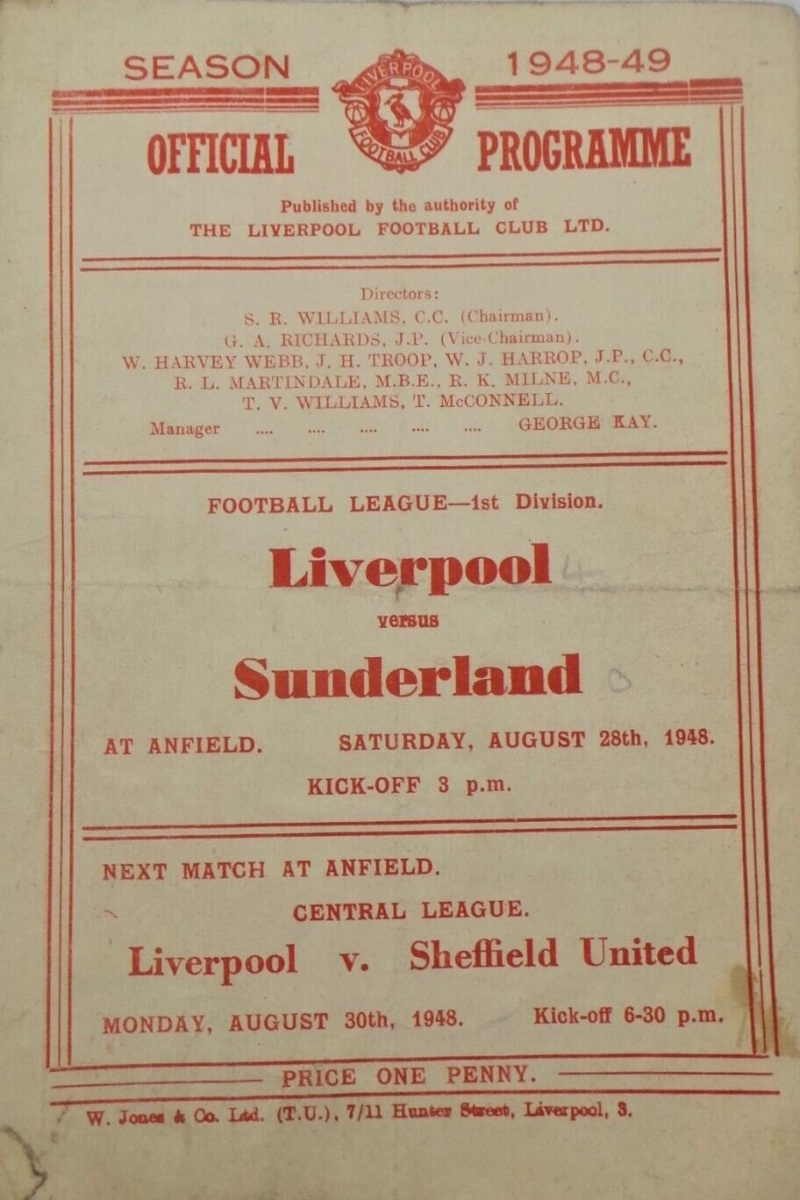 SEASON 1948-49
LIVERPOOL
FOOTBALL CLUB
OFFICIAL PROGRAMME
Published by the authority of
THE LIVERPOOL FOOTBALL CLUB LTD.
Directors:
S. R. WILLIAMS, C.C. (Chairman).
G. A. RICHARDS, J.P. (Vice-Chairman).
W. HARVEY WEBB, J. H. TROOP, W. J. HARROP, J.P., C.C.,
R. L. MARTINDALE, M.B.E., R. K. MILNE, M.C.,
T. V. WILLIAMS, T. McCONNELL.
Manager .... .... .... .... .... GEORGE KAY.
FOOTBALL LEAGUE—1st Division.
Liverpool 4
versus
Sunderland 0
AT ANFIELD. SATURDAY, AUGUST 28th, 1948.
KICK-OFF 3 p.m.
NEXT MATCH AT ANFIELD.
CENTRAL LEAGUE.
Liverpool v. Sheffield United
MONDAY, AUGUST 30th, 1948. Kick-off 6-30 p.m.
PRICE ONE PENNY.
W. Jones & Co. Ltd. (T.U.), 7/11 Hunter Street, Liverpool, 3.